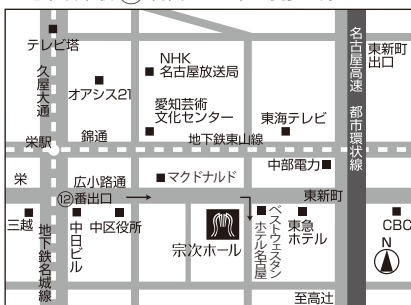 テレビ塔
久屋大通
オアシス21
NHK
名古屋放送局
愛知芸術
文化センター
名古屋高速 都市環状線
東新町
出口
東海テレビ
錦通
地下鉄東山線
栄駅
中部電力
栄
広小路通
マクドナルド
東新町
⑫番出口
三越
地下鉄名城線
中日ビル
中区役所
宗次ホール
ベストウェスタン
ホテル名古屋
東急
ホテル
CBC
N
至高辻